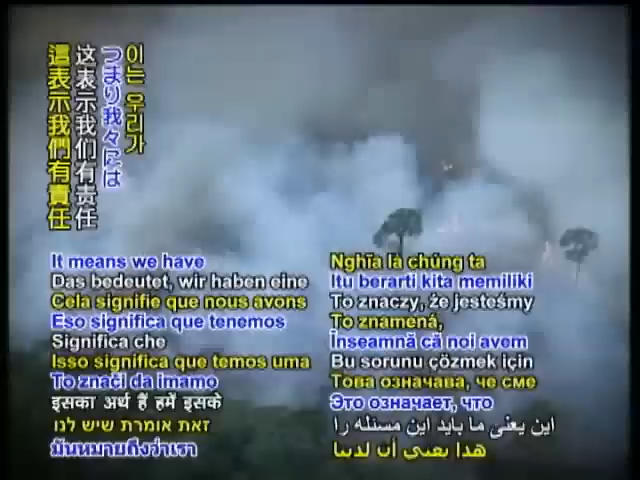 이는 우리가
つまり我々には
这表示我们有责任
這表示我們有責任
It means we have
Das bedeutet, wir haben eine
Cela signifie que nous avons
Eso significa que tenemos
Significa che
Isso significa que temos uma
To znači da imamo
इसका अर्थ हैं हमें इसके
זאת אומרת שיש לנו
มันหมายถึงว่าเรา
Nghĩa là chúng ta
Itu berarti kita memiliki
To znaczy, że jesteśmy
To znamená,
Înseamnă că noi avem
Bu sorunu çözmek için
Това означава, че сме
Это означает, что
این یعنی ما باید این مسئله را
هذا يعني أن لدينا